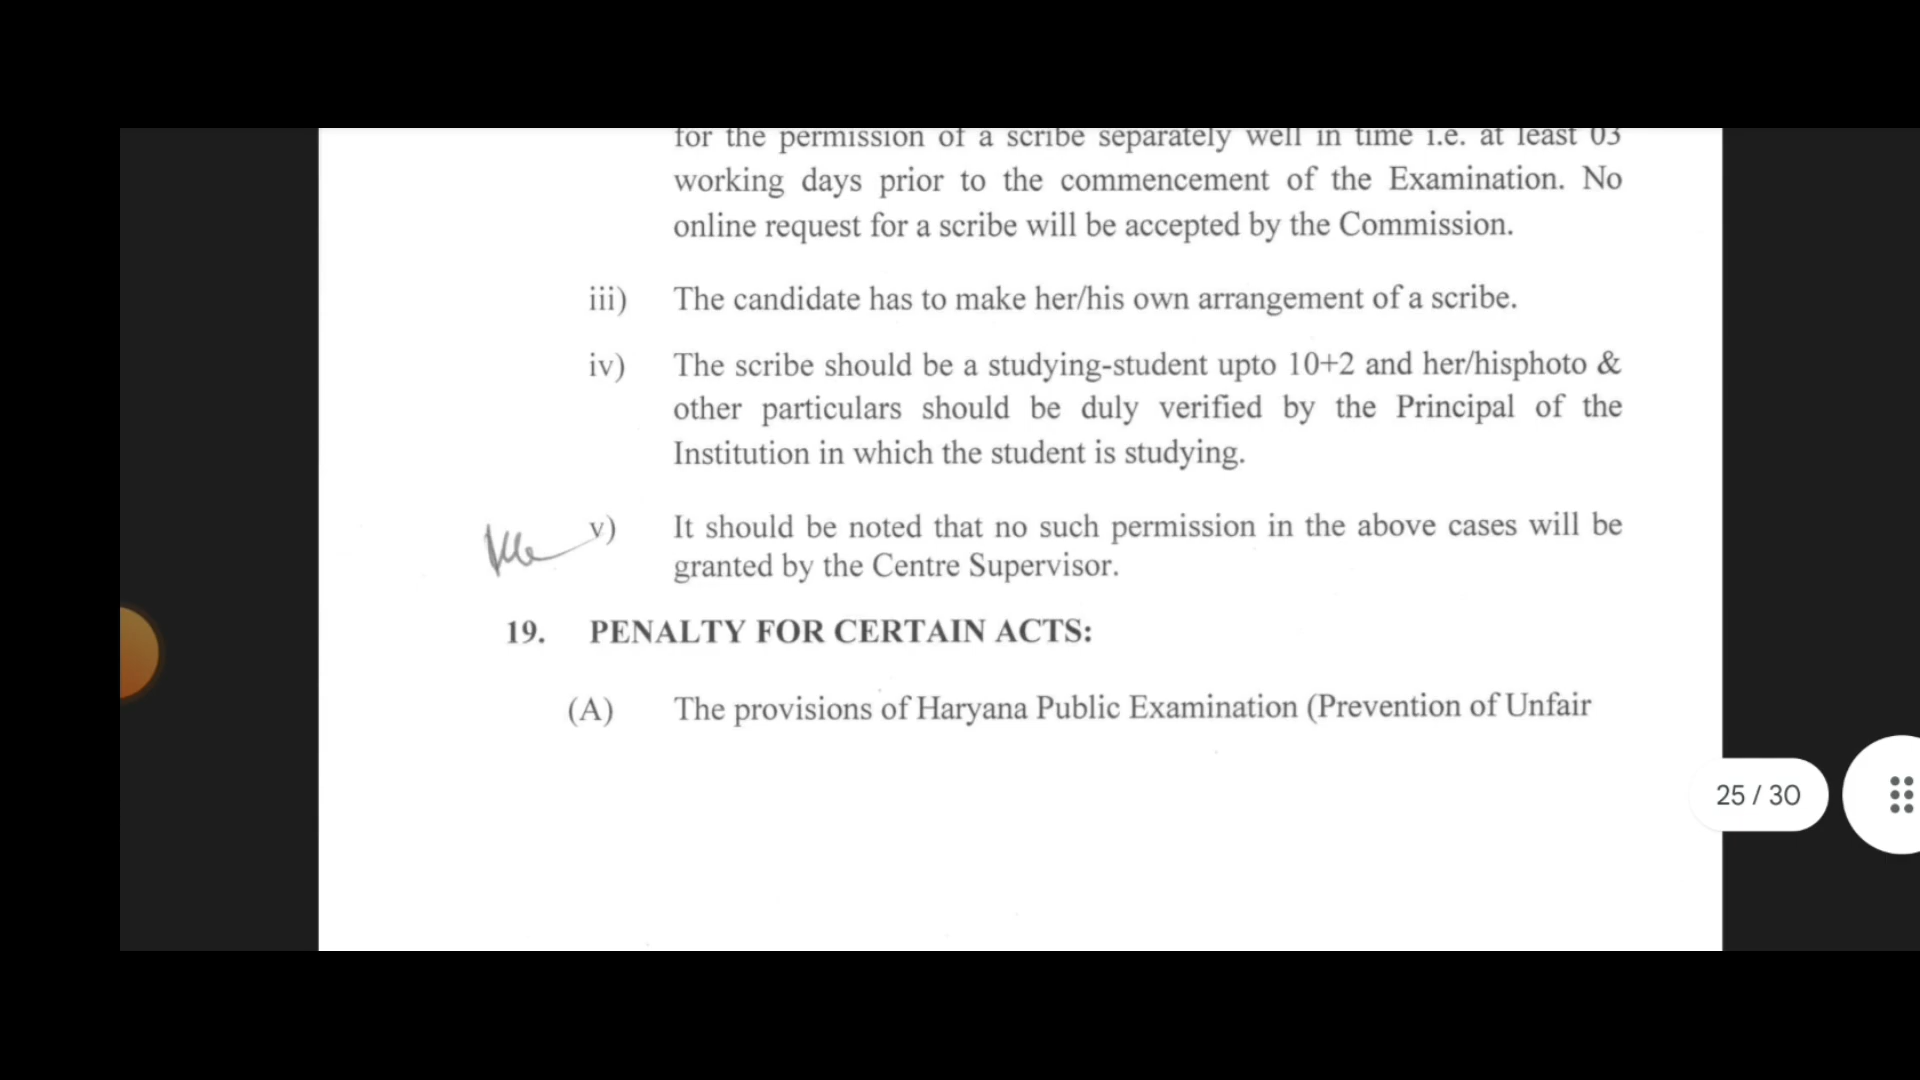 for the permission of a scribe separately well in time i.e. at least 03
working days prior to the commencement of the Examination. No
online request for a scribe will be accepted by the Commission.
iii) The candidate has to make her/his own arrangement of a scribe.
iv) The scribe should be a studying-student upto 10+2 and her/hisphoto &
other particulars should be duly verified by the Principal of the
Institution in which the student is studying.
v) It should be noted that no such permission in the above cases will be
granted by the Centre Supervisor.
19. PENALTY FOR CERTAIN ACTS:
(A) The provisions of Haryana Public Examination (Prevention of Unfair
25 / 30